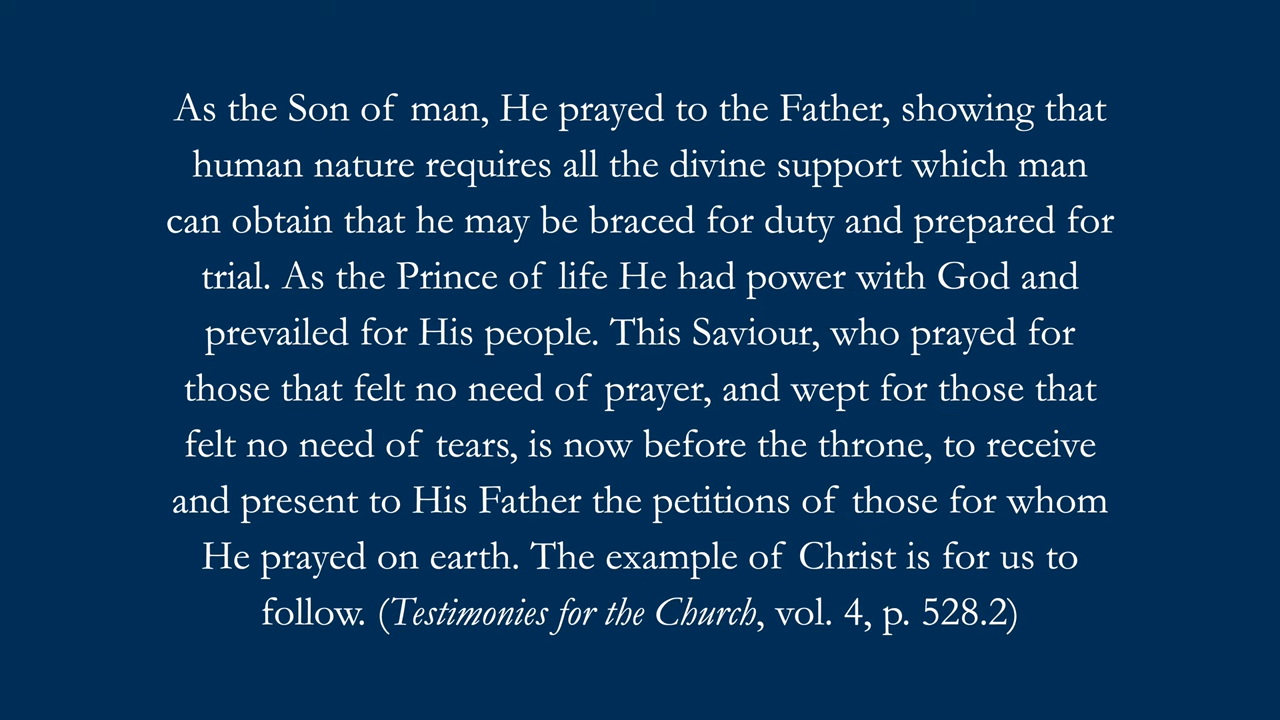 As the Son of man, He prayed to the Father, showing that
human nature requires all the divine support which man
can obtain that he may be braced for duty and prepared for
trial. As the Prince of life He had power with God and
prevailed for His people. This Saviour, who prayed for
those that felt no need of prayer, and wept for those that
felt no need of tears, is now before the throne, to receive
and present to His Father the petitions of those for whom
He prayed on earth. The example of Christ is for us to
follow. (Testimonies for the Church, vol. 4, p. 528.2)